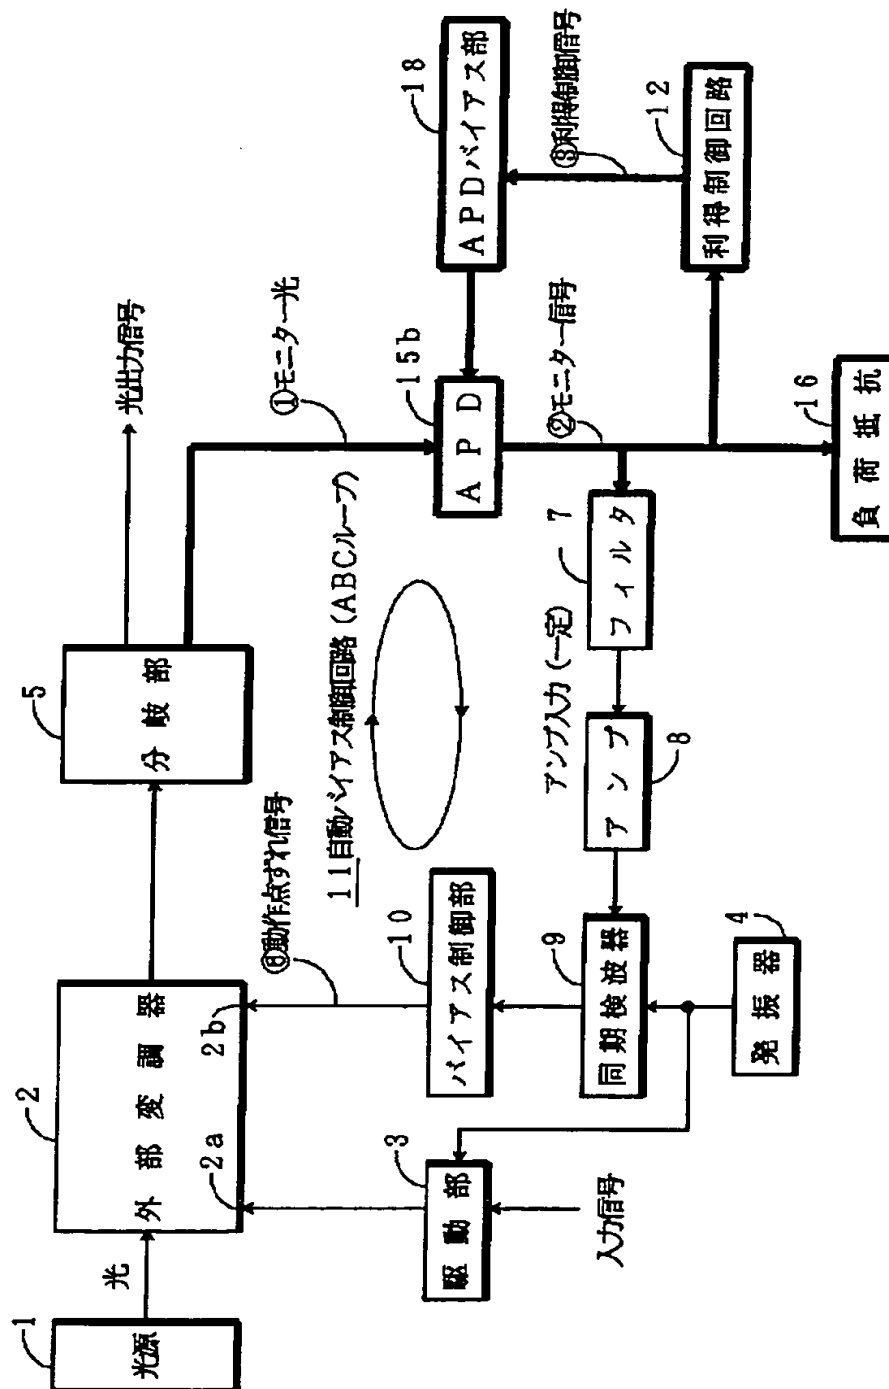 1
光源
光
2
外部変調器
2a
2b
5
分岐部
光出力信号
①モニター光
3
駆動部
入力信号
⑥動作点ずれ信号
10
バイアス制御部
11自動バイアス制御回路(ABCループ)
15b
APD
18
APDバイアス部
③利得制御信号
②モニター信号
9
同期検波器
4
発振器
アンプ入力(一定)
8
アンプ
7
フィルタ
12
利得制御回路
16
負荷抵抗